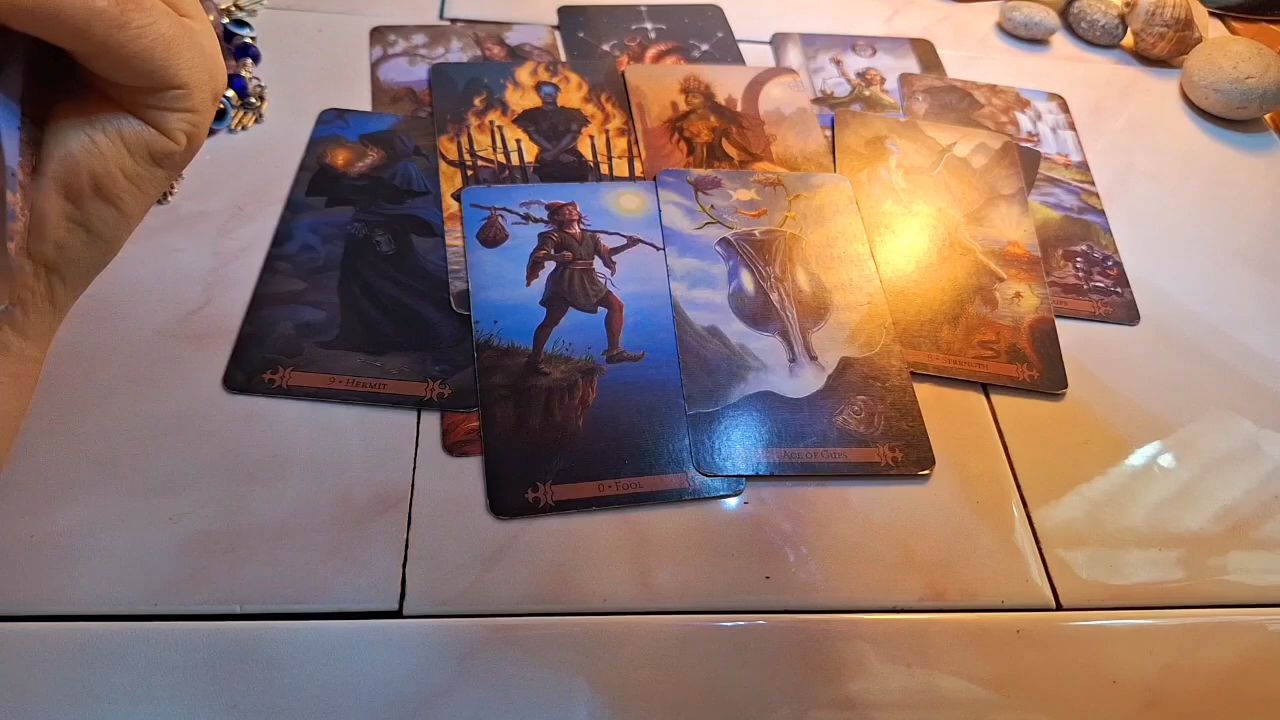 9 • HERMIT
8 • STRENGTH
ACE OF CUPS
0 • FOOL